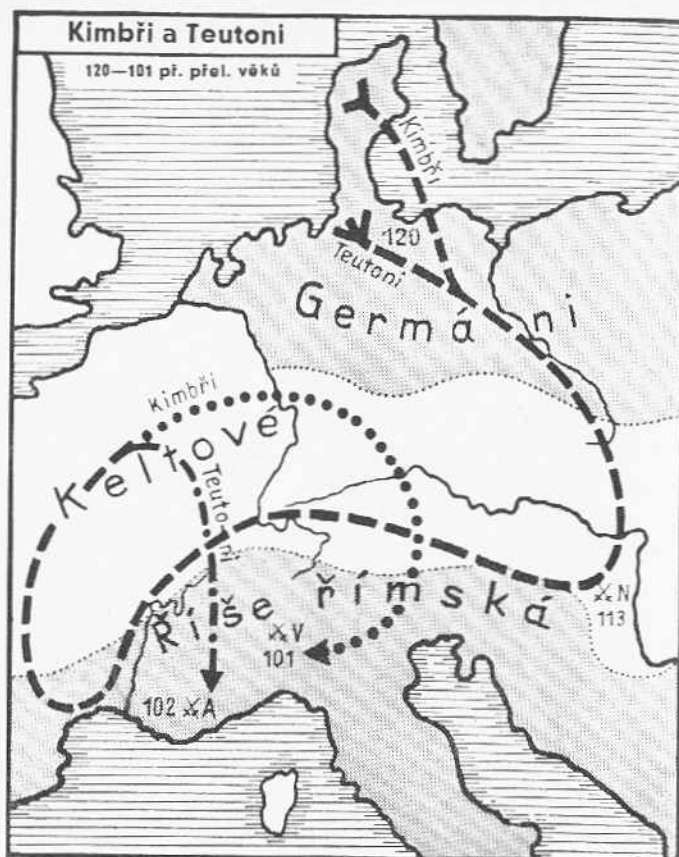 Kimbři a Teutoni
120—101 př. přel. věků
Kimbři
120
Teutoni
Germáni
Kimbři
Keltové
Teutoni
Říše římská
N
113
V
101
102 A